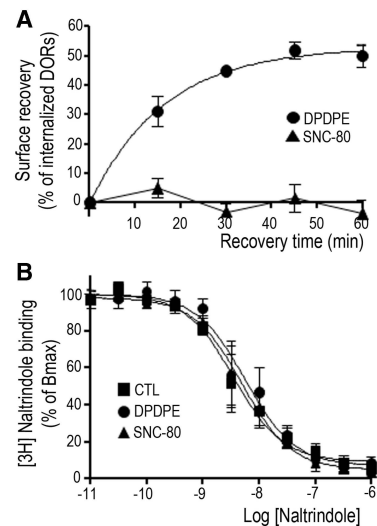 A
Surface recovery
(% of internalized DORs)
60
50
40
30
20
10
0
DPDPE
SNC-80
10 20 30 40 50 60
Recovery time (min)
B
[3H] Naltrindole binding
(% of Bmax)
100
80
60
40
20
0
CTL
DPDPE
SNC-80
-11 -10 -9 -8 -7 -6
Log [Naltrindole]